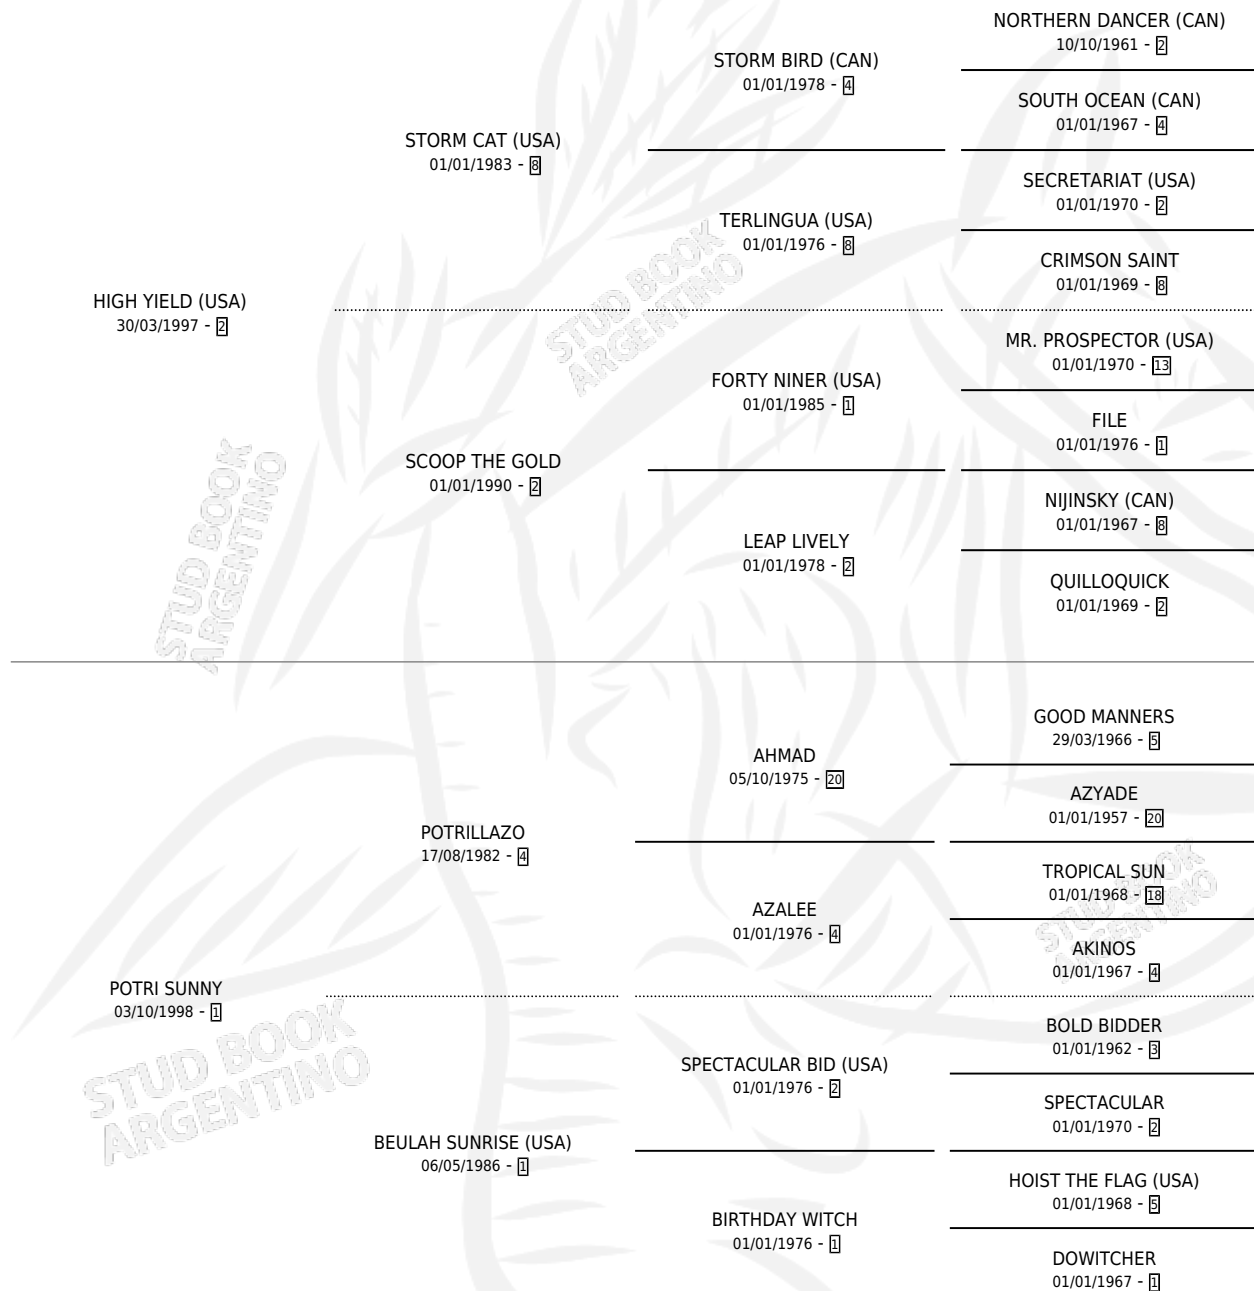 NORTHERN DANCER (CAN)
10/10/1961 - 2
STORM BIRD (CAN)
01/01/1978 - 4
SOUTH OCEAN (CAN)
01/01/1967 - 4
STORM CAT (USA)
01/01/1983 - 8
SECRETARIAT (USA)
01/01/1970 - 2
TERLINGUA (USA)
01/01/1976 - 8
CRIMSON SAINT
01/01/1969 - 8
HIGH YIELD (USA)
30/03/1997 - 2
MR. PROSPECTOR (USA)
01/01/1970 - 13
FORTY NINER (USA)
01/01/1985 - 1
FILE
01/01/1976 - 1
SCOOP THE GOLD
01/01/1990 - 2
NIJINSKY (CAN)
01/01/1967 - 8
LEAP LIVELY
01/01/1978 - 2
QUILLOQUICK
01/01/1969 - 2
GOOD MANNERS
29/03/1966 - 5
AHMAD
05/10/1975 - 20
AZYADE
01/01/1957 - 20
POTRILLAZO
17/08/1982 - 4
TROPICAL SUN
01/01/1968 - 18
AZALEE
01/01/1976 - 4
AKINOS
01/01/1967 - 4
POTRI SUNNY
03/10/1998 - 1
BOLD BIDDER
01/01/1962 - 3
SPECTACULAR BID (USA)
01/01/1976 - 2
SPECTACULAR
01/01/1970 - 2
BEULAH SUNRISE (USA)
06/05/1986 - 1
HOIST THE FLAG (USA)
01/01/1968 - 5
BIRTHDAY WITCH
01/01/1976 - 1
DOWITCHER
01/01/1967 - 1
STUD BOOK
ARGENTINO
STUD BOOK
ARGENTINO
STUD BOOK
ARGENTINO
STUD BOOK
ARGENTINO